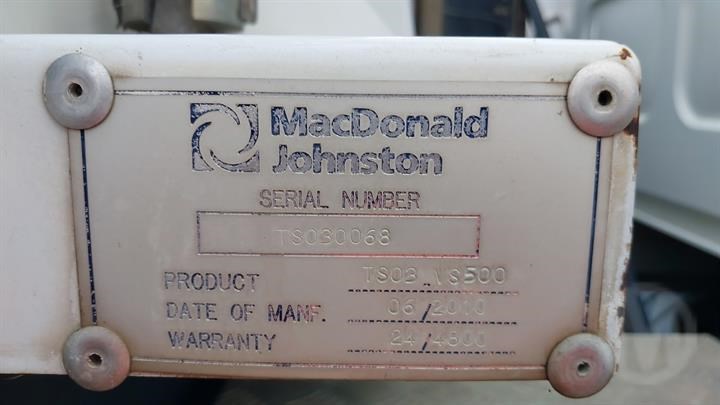 MacDonald
Johnston
SERIAL NUMBER
TS030068
PRODUCT TS03 VS500
DATE OF MANF. 06/2010
WARRANTY 24/4800